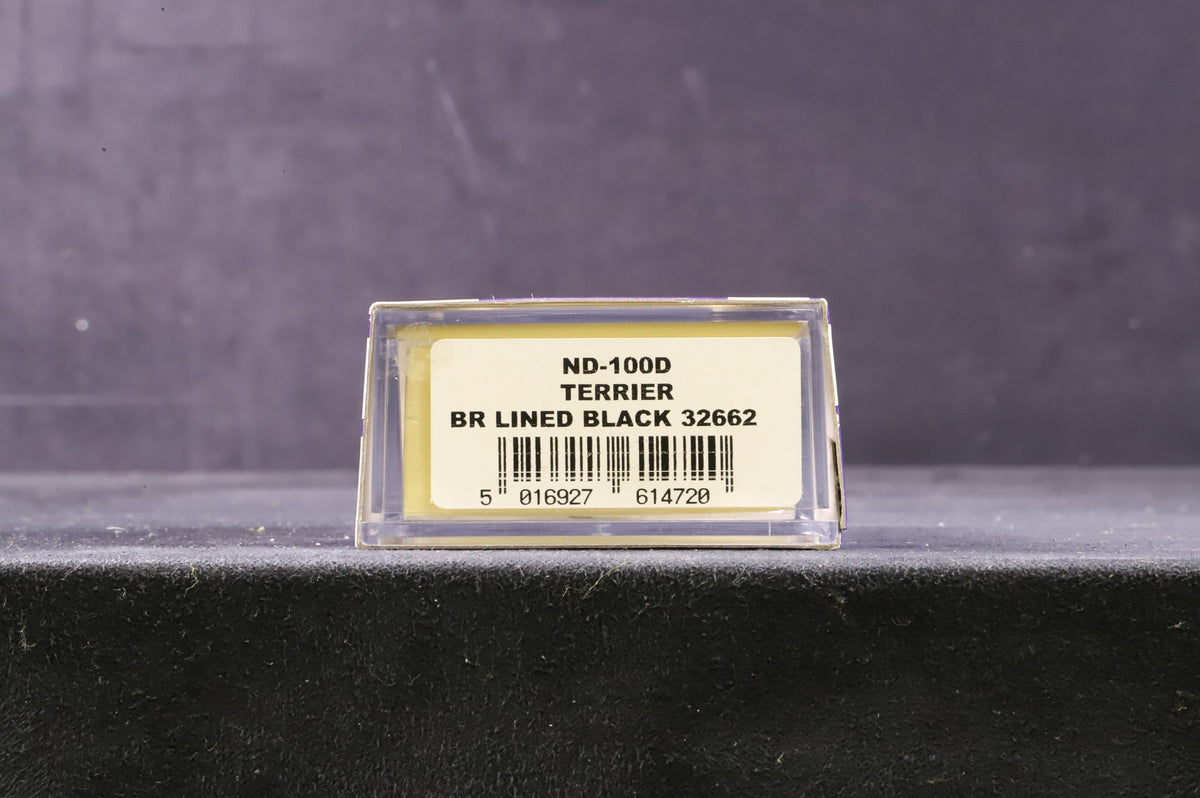 ND-100D
TERRIER
BR LINED BLACK 32662
5 016927 614720